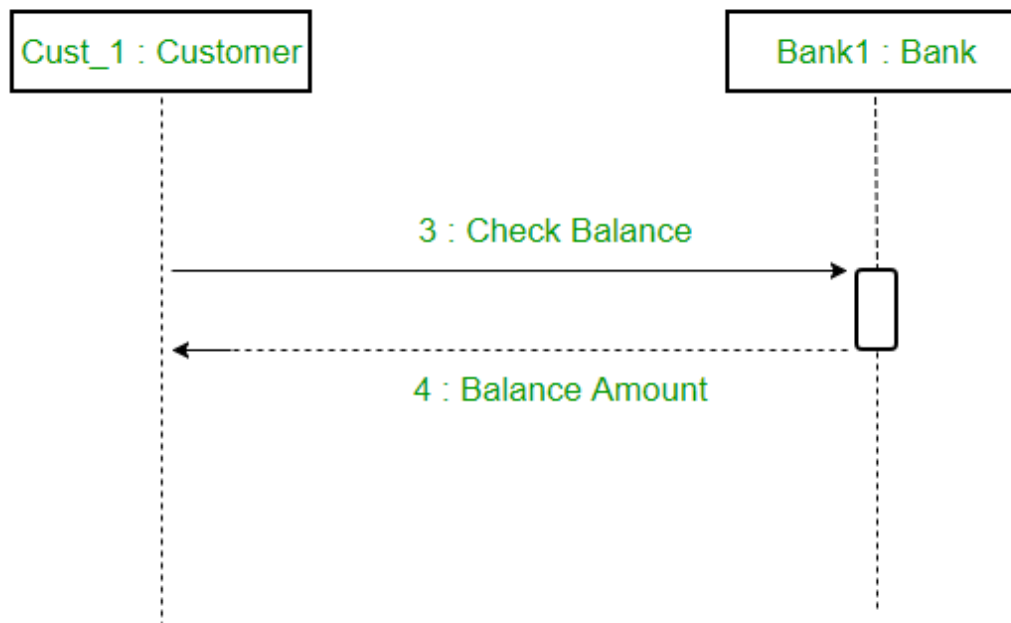 Cust_1 : Customer
Bank1 : Bank
3 : Check Balance
4 : Balance Amount